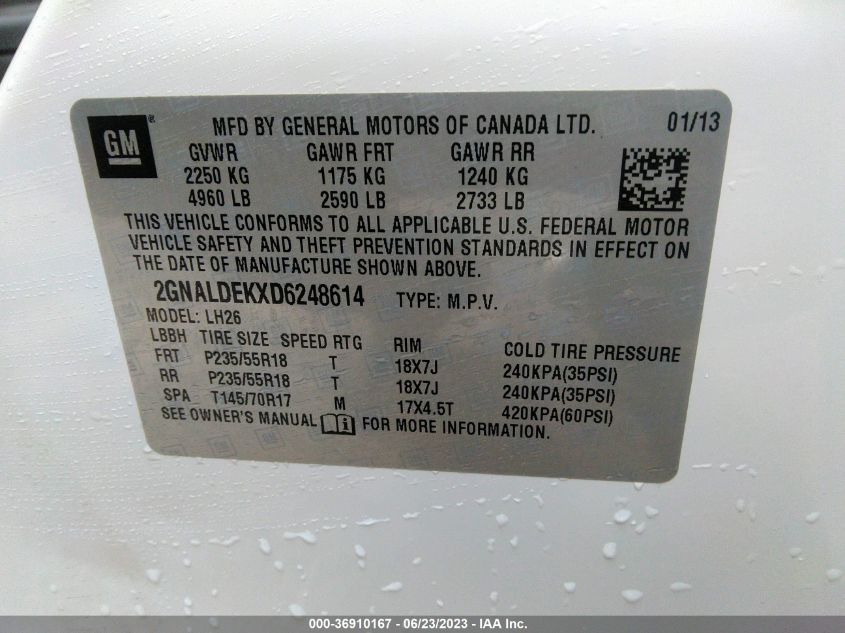 GM ®
MFD BY GENERAL MOTORS OF CANADA LTD. 01/13
GVWR GAWR FRT GAWR RR
2250 KG 1175 KG 1240 KG
4960 LB 2590 LB 2733 LB
THIS VEHICLE CONFORMS TO ALL APPLICABLE U.S. FEDERAL MOTOR
VEHICLE SAFETY AND THEFT PREVENTION STANDARDS IN EFFECT ON
THE DATE OF MANUFACTURE SHOWN ABOVE.
2GNALDEKXD6248614 TYPE: M.P.V.
MODEL: LH26
LBBH TIRE SIZE SPEED RTG RIM COLD TIRE PRESSURE
FRT P235/55R18 T 18X7J 240KPA(35PSI)
RR P235/55R18 T 18X7J 240KPA(35PSI)
SPA T145/70R17 M 17X4.5T 420KPA(60PSI)
SEE OWNER'S MANUAL FOR MORE INFORMATION.
000-36910167 - 06/23/2023 - IAA Inc.